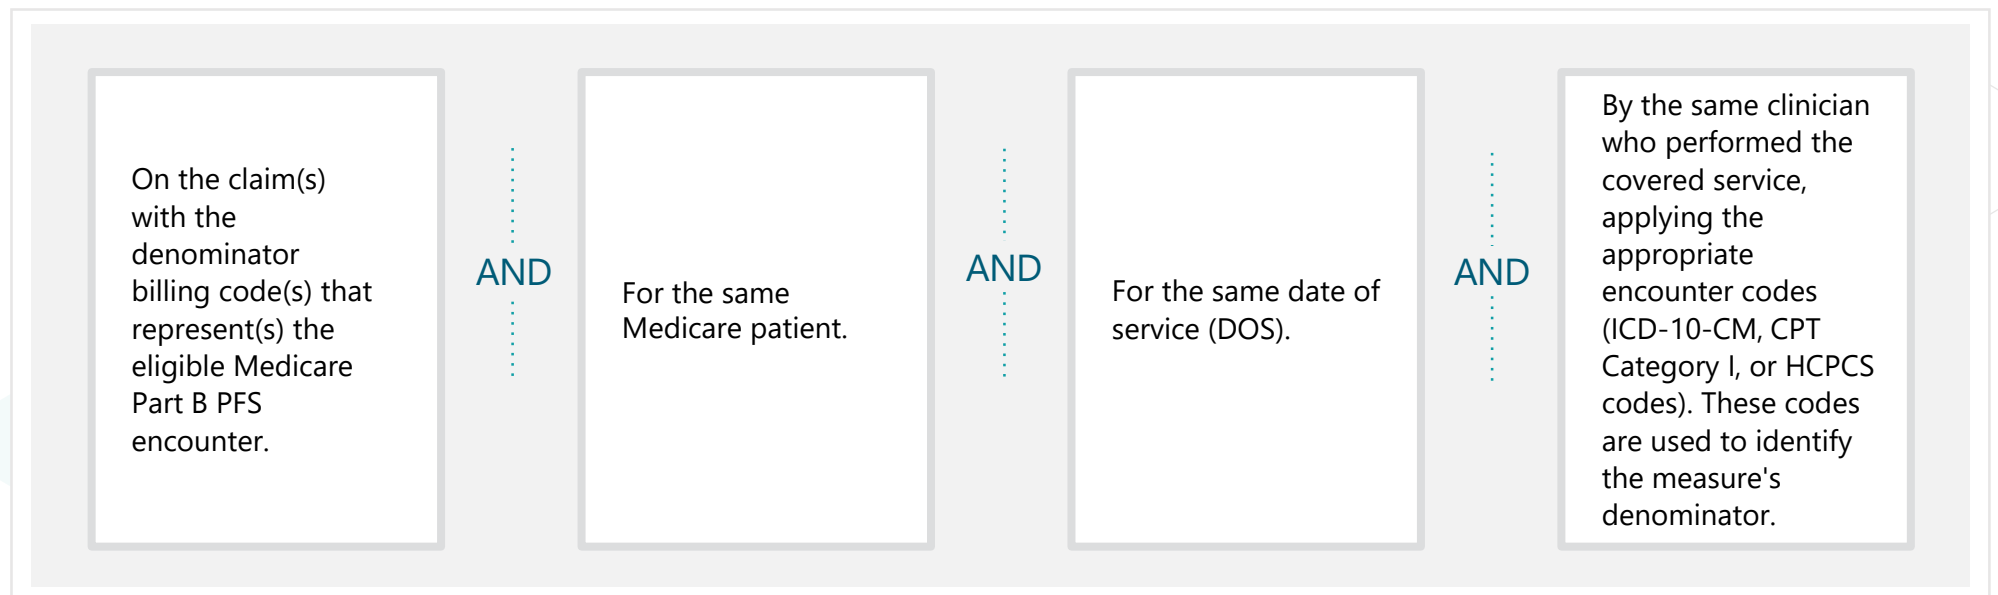 On the claim(s)
with the
denominator
billing code(s) that
represent(s) the
eligible Medicare
Part B PFS
encounter.
AND
For the same
Medicare patient.
AND
For the same date of
service (DOS).
AND
By the same clinician
who performed the
covered service,
applying the
appropriate
encounter codes
(ICD-10-CM, CPT
Category I, or HCPCS
codes). These codes
are used to identify
the measure's
denominator.